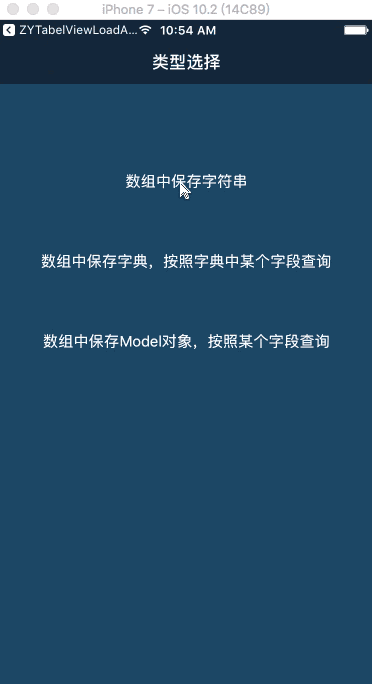 iPhone 7 – iOS 10.2 (14C89)
ZYTabelViewLoadA... 10:54 AM
类型选择
数组中保存字符串
数组中保存字典，按照字典中某个字段查询
数组中保存Model对象，按照某个字段查询